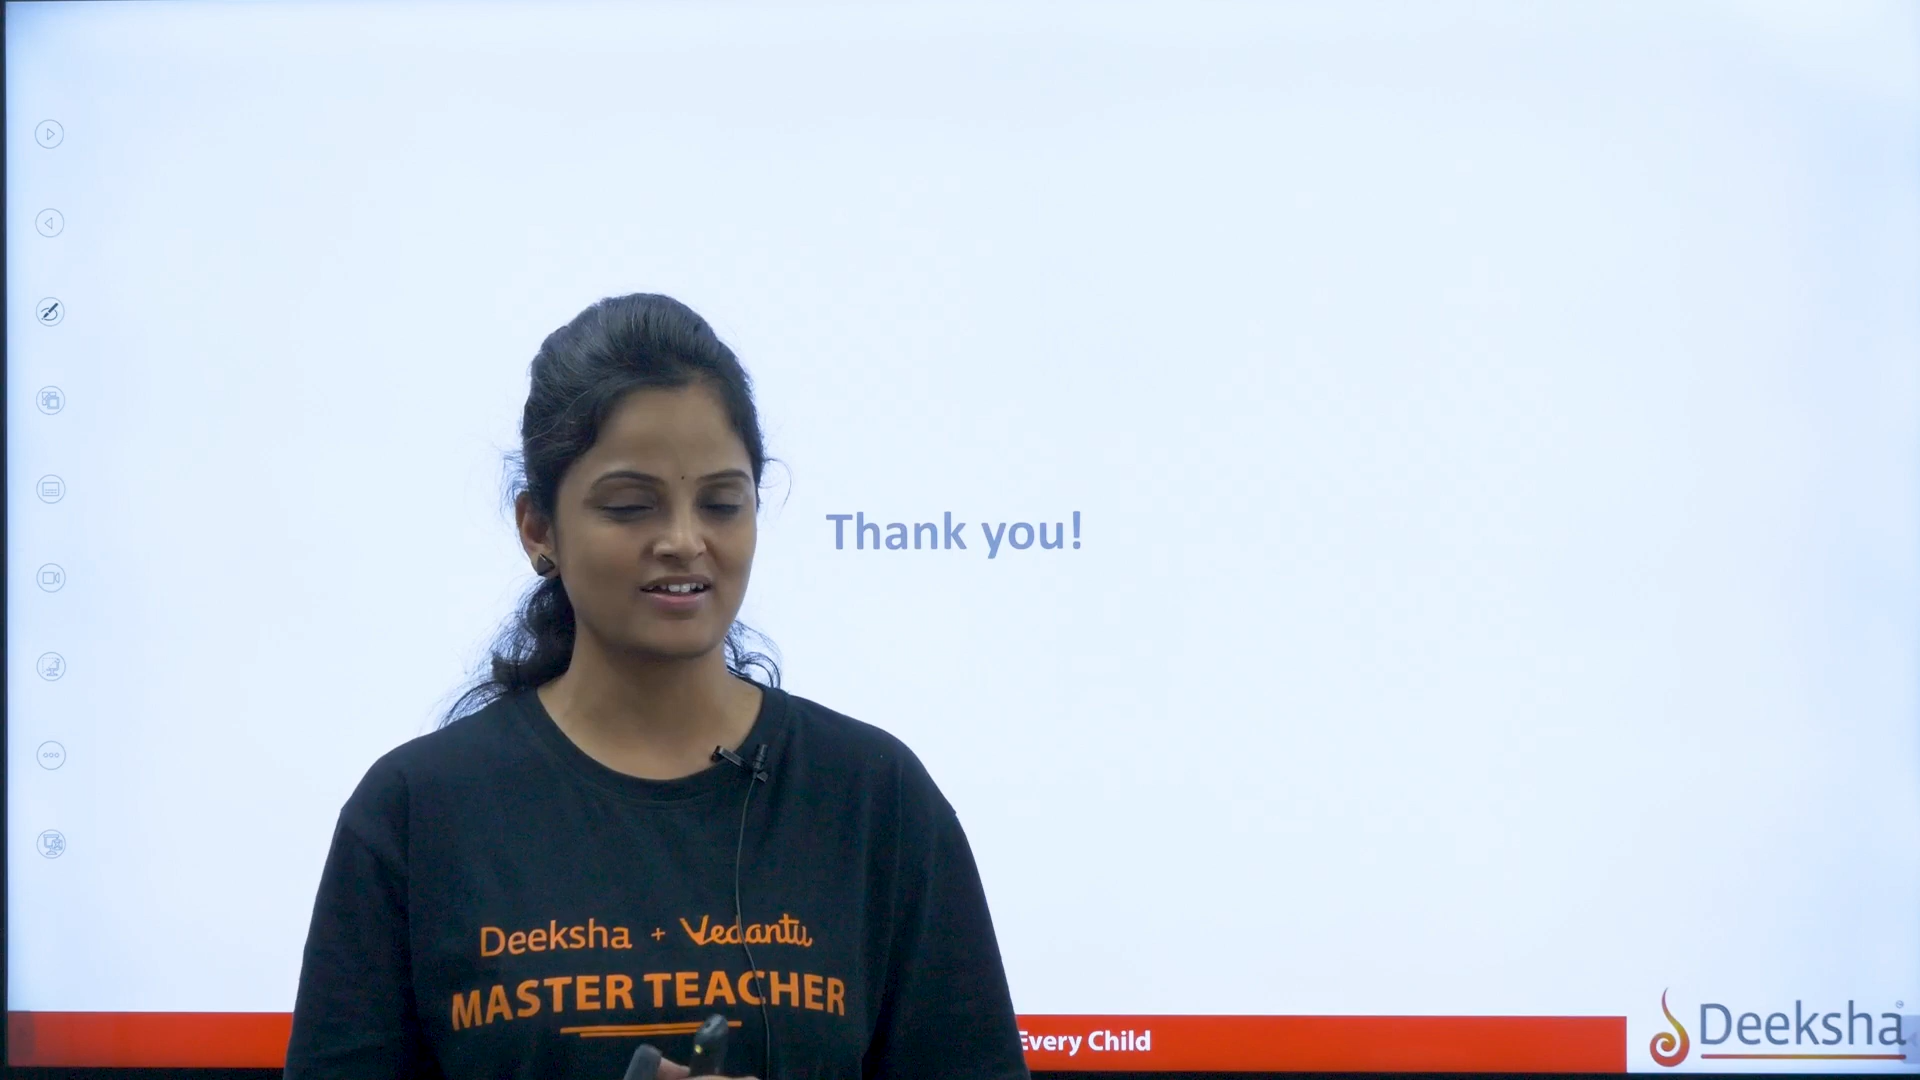 Thank you!
Deeksha + Vedantu
MASTER TEACHER
Every Child
Deeksha